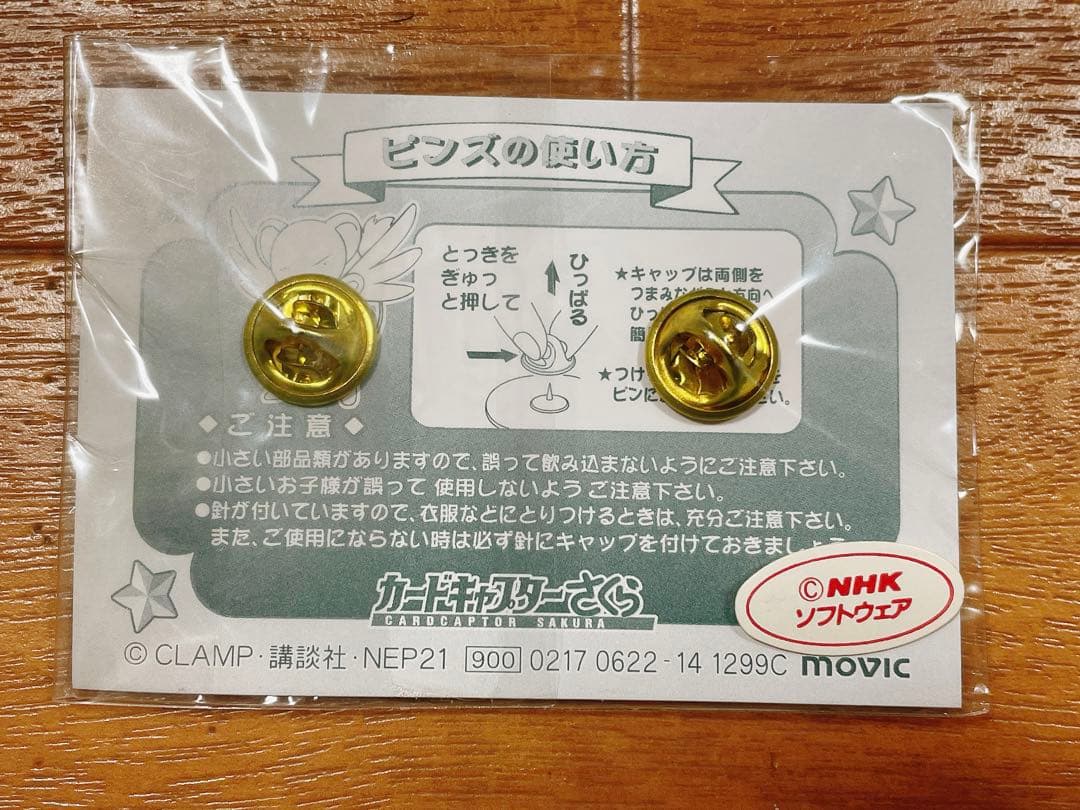 ピンズの使い方
とっきを
ぎゅっ
と押して
ひっぱる
★キャップは両側を
つまみな
ひっ
簡
★つけ
ピンに
さい。
◆ご注意◆
●小さい部品類がありますので、誤って飲み込まないようにご注意下さい。
●小さいお子様が誤って 使用しないよう ご注意下さい。
●針が付いていますので、衣服などにとりつけるときは、充分ご注意下さい。
また、ご使用にならない時は必ず針にキャップを付けておきましょう
カードキャプターさくら
CARDCAPTOR SAKURA
© NHK
ソフトウェア
© CLAMP・講談社・NEP21 900 0217 0622-14 1299C movic